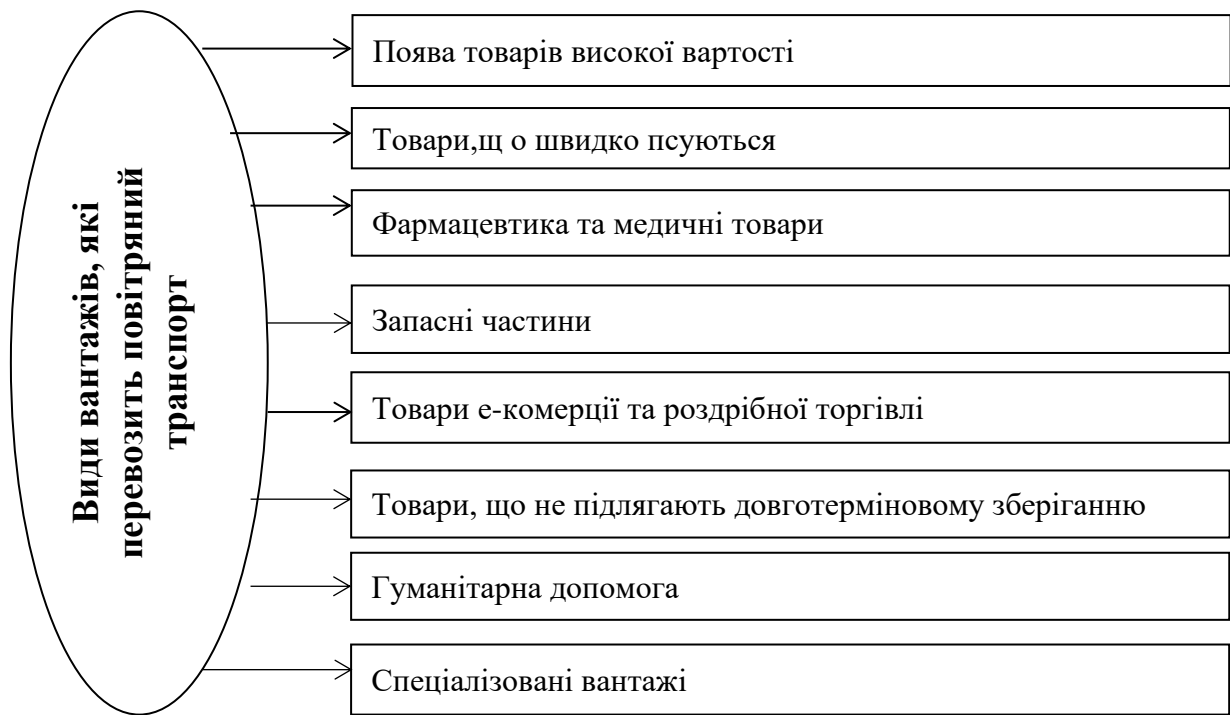 Види вантажів, які
перевозить повітряний
транспорт
Поява товарів високої вартості
Товари,щ о швидко псуються
Фармацевтика та медичні товари
Запасні частини
Товари е-комерції та роздрібної торгівлі
Товари, що не підлягають довготерміновому зберіганню
Гуманітарна допомога
Спеціалізовані вантажі